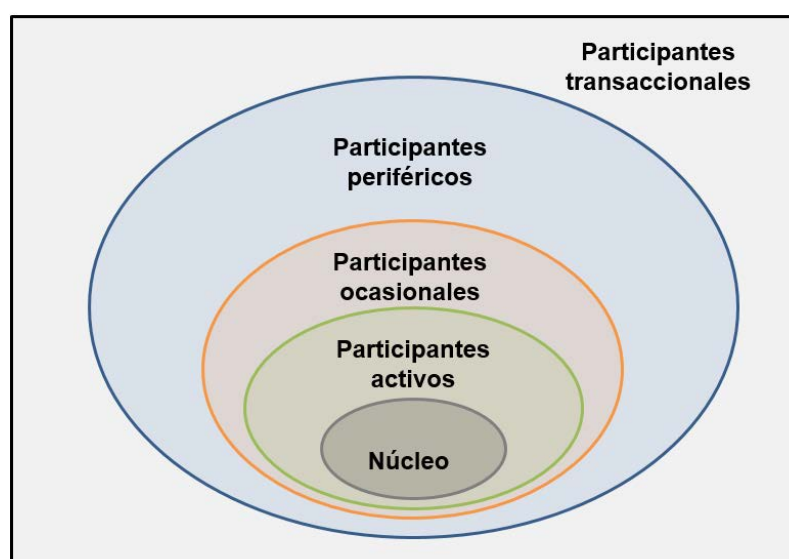 Participantes
transaccionales
Participantes
periféricos
Participantes
ocasionales
Participantes
activos
Núcleo